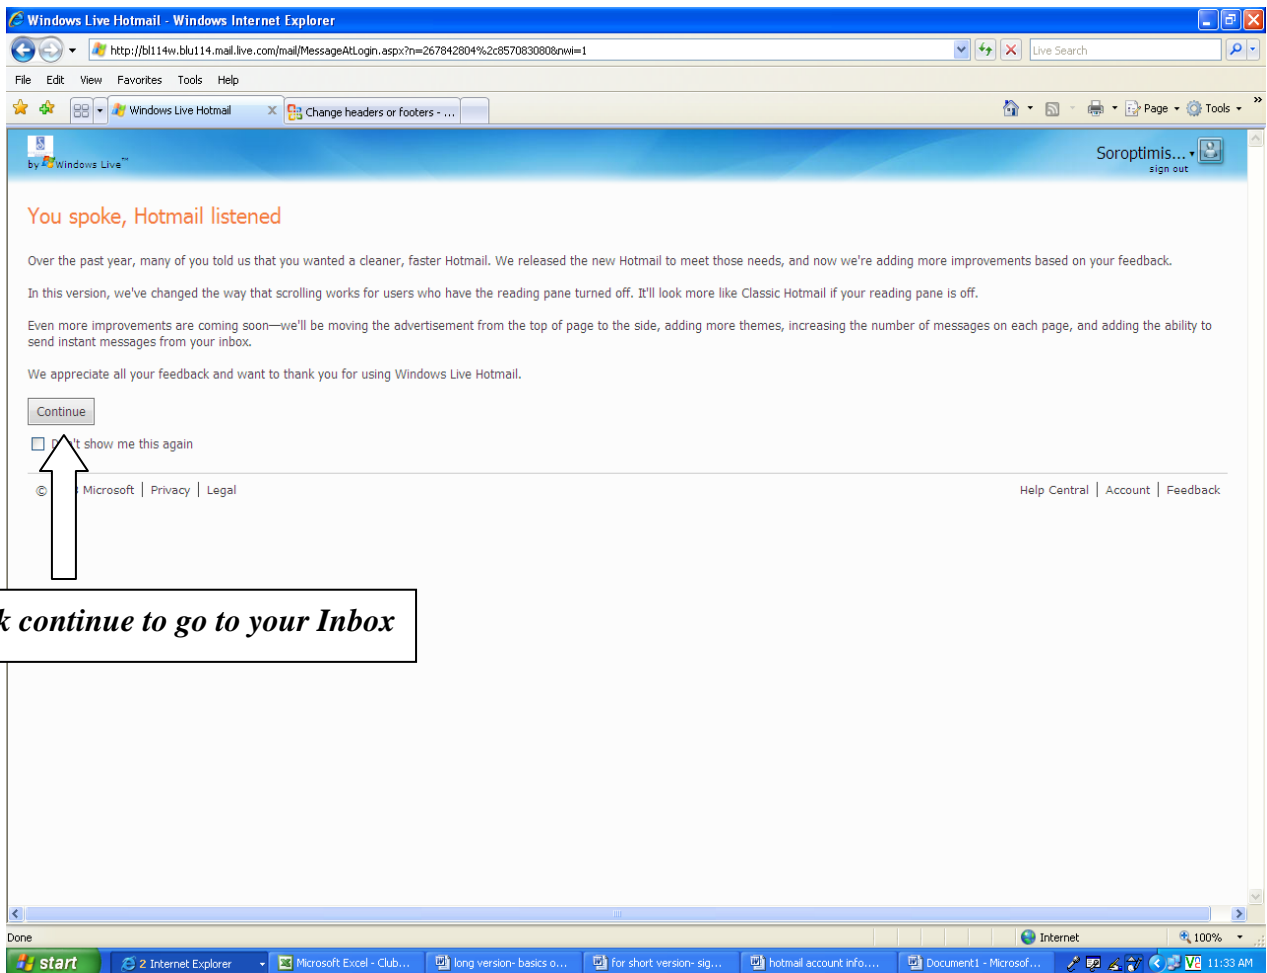 Windows Live Hotmail - Windows Internet Explorer
http://bl114w.blu114.mail.live.com/mail/MessageAtLogin.aspx?n=267842804%2c857083080&nwi=1
Live Search
File Edit View Favorites Tools Help
Windows Live Hotmail
Change headers or footers - ...
Page Tools
by Windows Live™
Soroptimis...
sign out
You spoke, Hotmail listened
Over the past year, many of you told us that you wanted a cleaner, faster Hotmail. We released the new Hotmail to meet those needs, and now we're adding more improvements based on your feedback.
In this version, we've changed the way that scrolling works for users who have the reading pane turned off. It'll look more like Classic Hotmail if your reading pane is off.
Even more improvements are coming soon—we'll be moving the advertisement from the top of page to the side, adding more themes, increasing the number of messages on each page, and adding the ability to
send instant messages from your inbox.
We appreciate all your feedback and want to thank you for using Windows Live Hotmail.
Continue
show me this again
© Microsoft | Privacy | Legal
Help Central | Account | Feedback
k continue to go to your Inbox
Done
Internet
100%
start
2 Internet Explorer
Microsoft Excel - Club...
long version- basics o...
for short version- sig...
hotmail account info....
Document1 - Microsof...
11:33 AM